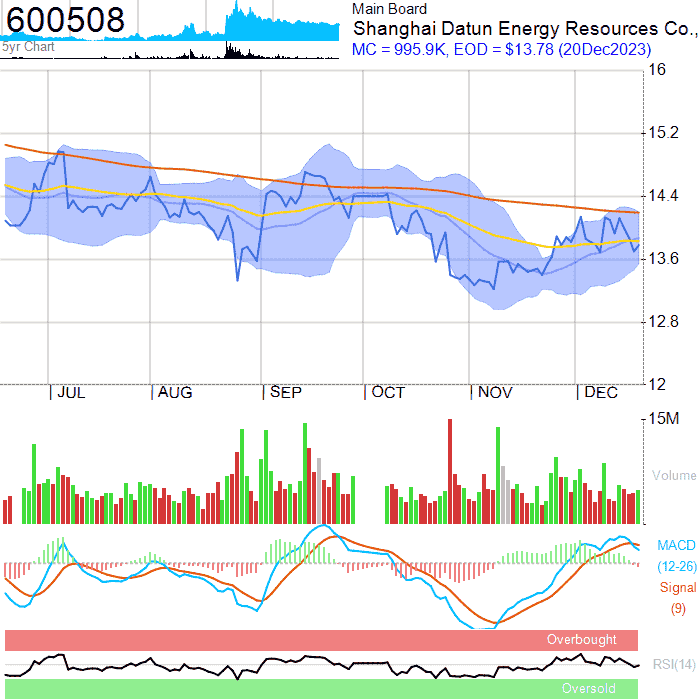 600508
5yr Chart
Main Board
Shanghai Datun Energy Resources Co.,
MC = 995.9K, EOD = $13.78 (20Dec2023)
16
15.2
14.4
13.6
12.8
12
JUL
AUG
SEP
OCT
NOV
DEC
15M
Volume
MACD
(12-26)
Signal
(9)
Overbought
RSI(14)
Oversold